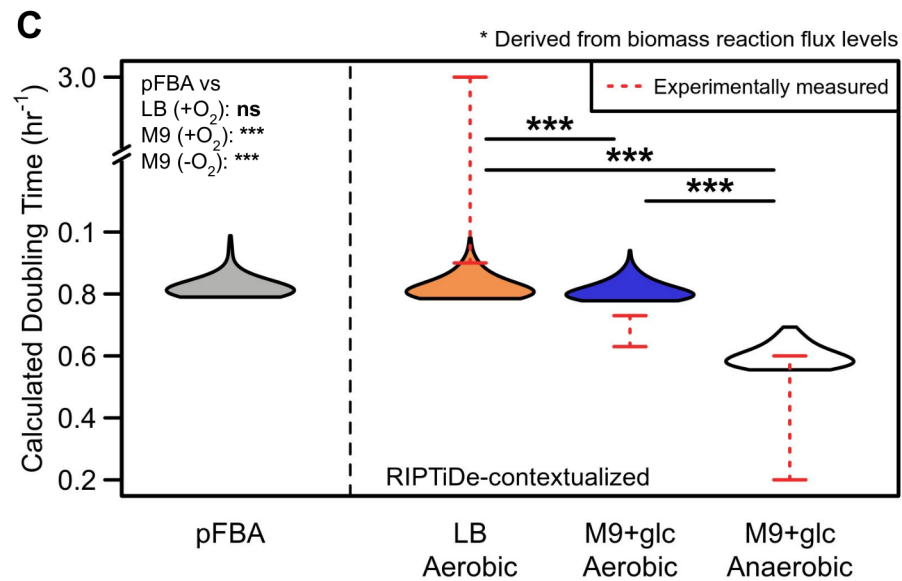 C
* Derived from biomass reaction flux levels
Calculated Doubling Time (hr⁻¹)
3.0
0.1
0.8
0.6
0.4
0.2
pFBA vs
LB (+O₂): ns
M9 (+O₂): ***
M9 (-O₂): ***
Experimentally measured
***
***
***
RIPTiDe-contextualized
pFBA
LB
Aerobic
M9+glc
Aerobic
M9+glc
Anaerobic